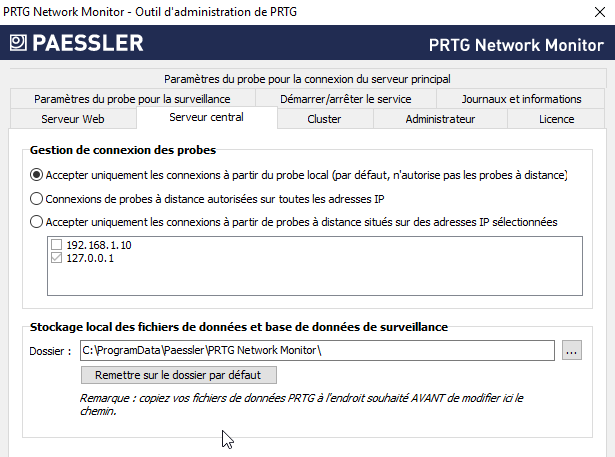 PRTG Network Monitor - Outil d'administration de PRTG
PAESSLER
PRTG Network Monitor
Paramètres du probe pour la connexion du serveur principal
Paramètres du probe pour la surveillance
Démarrer/arrêter le service
Journaux et informations
Serveur Web
Serveur central
Cluster
Administrateur
Licence
Gestion de connexion des probes
Accepter uniquement les connexions à partir du probe local (par défaut, n'autorise pas les probes à distance)
Connexions de probes à distance autorisées sur toutes les adresses IP
Accepter uniquement les connexions à partir de probes à distance situés sur des adresses IP sélectionnées
192.168.1.10
127.0.0.1
Stockage local des fichiers de données et base de données de surveillance
Dossier : C:\ProgramData\Paessler\PRTG Network Monitor\ ...
Remettre sur le dossier par défaut
Remarque : copiez vos fichiers de données PRTG à l'endroit souhaité AVANT de modifier ici le
chemin.